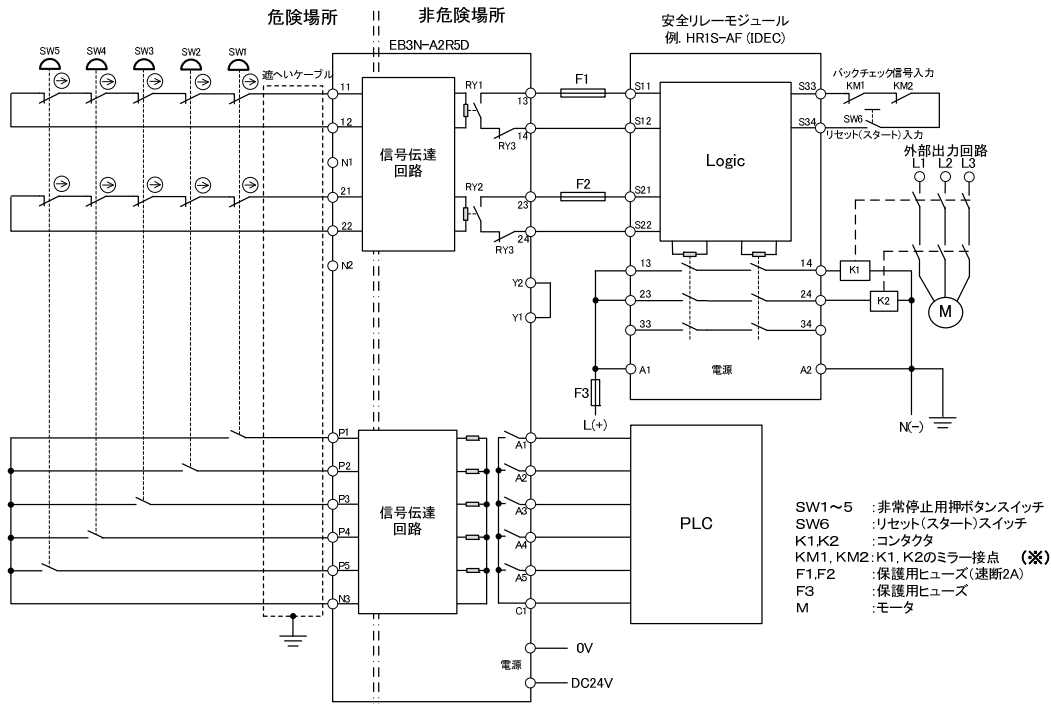 危険場所
非危険場所
安全リレーモジュール
例. HR1S-AF (IDEC)
EB3N-A2R5D
SW5
SW4
SW3
SW2
SW1
遮へいケーブル
11
12
N1
21
22
N2
信号伝達
回路
RY1
13
14
RY3
RY2
23
24
RY3
Y2
Y1
F1
F2
S11
S12
S21
S22
Logic
S33
S34
バックチェック信号入力
KM1
KM2
SW6
リセット(スタート)入力
外部出力回路
L1
L2
L3
13
14
23
24
33
34
A1
電源
A2
K1
K2
M
F3
L(+)
N(-)
P1
P2
P3
P4
P5
N3
信号伝達
回路
A1
A2
A3
A4
A5
C1
PLC
電源
0V
DC24V
SW1～5 :非常停止用押ボタンスイッチ
SW6 :リセット(スタート)スイッチ
K1,K2 :コンタクタ
KM1, KM2:K1, K2のミラー接点 (※)
F1,F2 :保護用ヒューズ(速断2A)
F3 :保護用ヒューズ
M :モータ